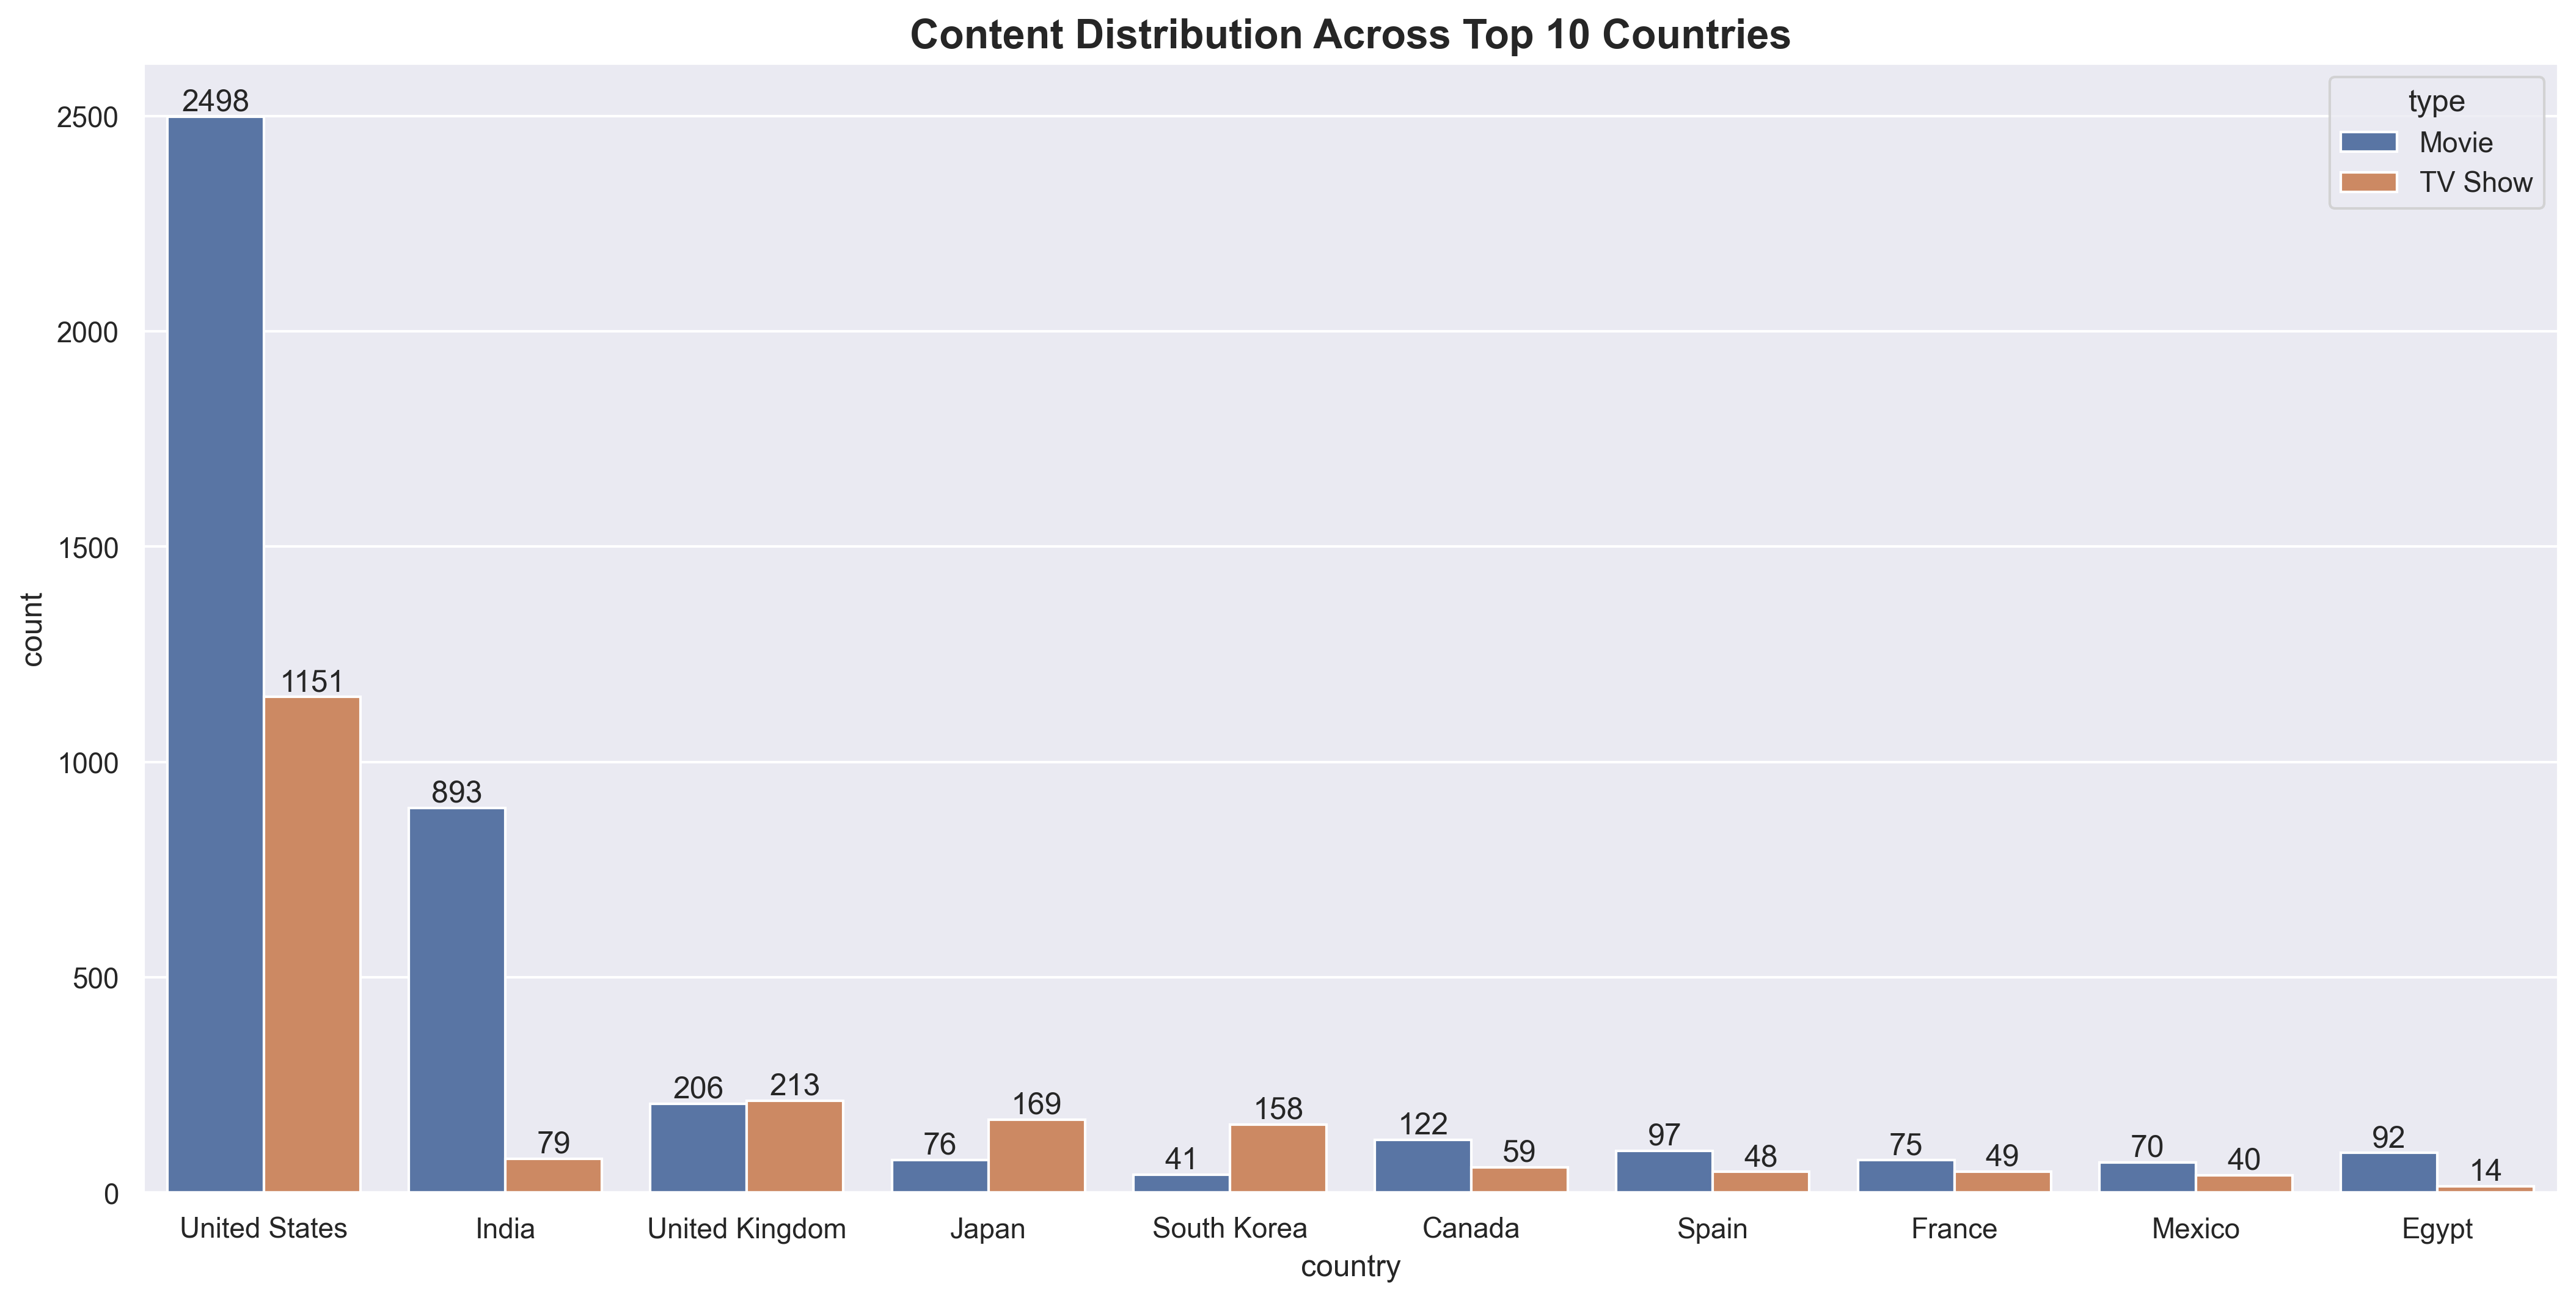 Content Distribution Across Top 10 Countries
type
Movie
TV Show
count
2500
2000
1500
1000
500
0
2498
1151
893
79
206
213
76
169
41
158
122
59
97
48
75
49
70
40
92
14
United States
India
United Kingdom
Japan
South Korea
Canada
Spain
France
Mexico
Egypt
country